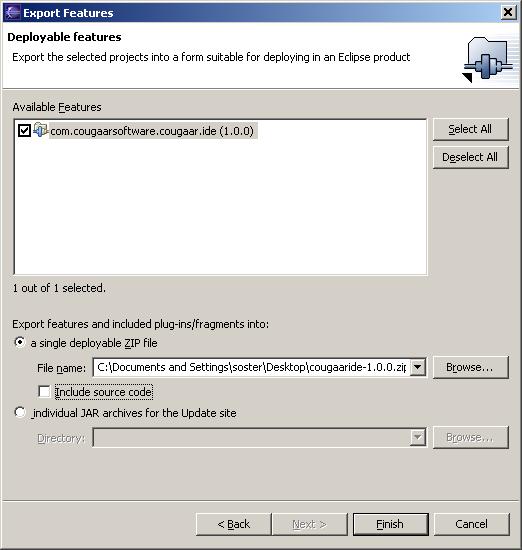 Export Features
Deployable features
Export the selected projects into a form suitable for deploying in an Eclipse product
Available Features
com.cougaarsoftware.cougaar.ide (1.0.0)
Select All
Deselect All
1 out of 1 selected.
Export features and included plug-ins/fragments into:
a single deployable ZIP file
File name: C:\Documents and Settings\soster\Desktop\cougaaride-1.0.0.zip Browse...
Include source code
individual JAR archives for the Update site
Directory: Browse...
< Back Next > Finish Cancel